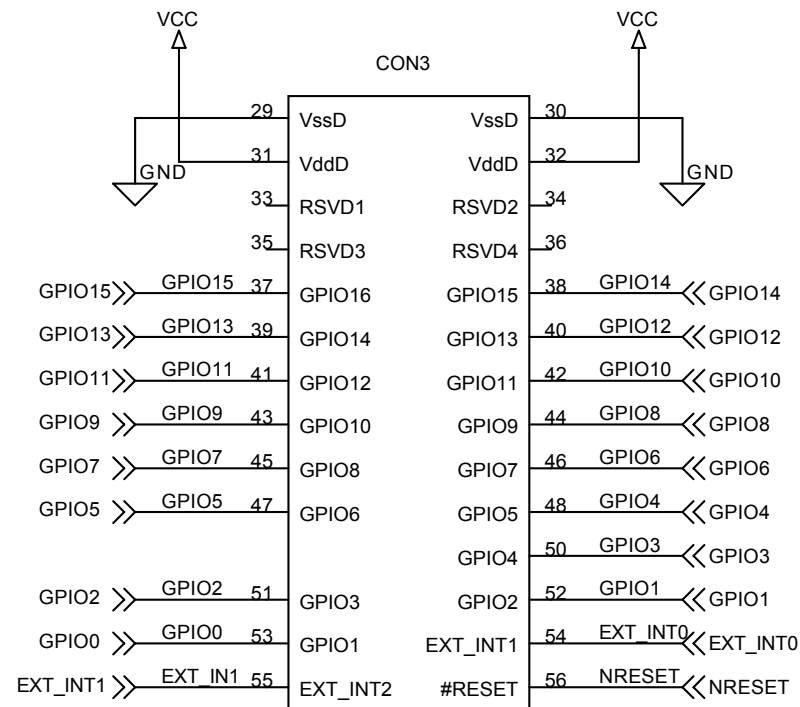 VCC VCC
CON3
29 VssD VssD 30
31 VddD VddD 32
GND GND
33 RSVD1 RSVD2 34
35 RSVD3 RSVD4 36
GPIO15 GPIO15 37 GPIO16 GPIO15 38 GPIO14 GPIO14
GPIO13 GPIO13 39 GPIO14 GPIO13 40 GPIO12 GPIO12
GPIO11 GPIO11 41 GPIO12 GPIO11 42 GPIO10 GPIO10
GPIO9 GPIO9 43 GPIO10 GPIO9 44 GPIO8 GPIO8
GPIO7 GPIO7 45 GPIO8 GPIO7 46 GPIO6 GPIO6
GPIO5 GPIO5 47 GPIO6 GPIO5 48 GPIO4 GPIO4
GPIO4 50 GPIO3 GPIO3
GPIO2 GPIO2 51 GPIO3 GPIO2 52 GPIO1 GPIO1
GPIO0 GPIO0 53 GPIO1 EXT_INT1 54 EXT_INT0 EXT_INT0
EXT_INT1 EXT_IN1 55 EXT_INT2 #RESET 56 NRESET NRESET